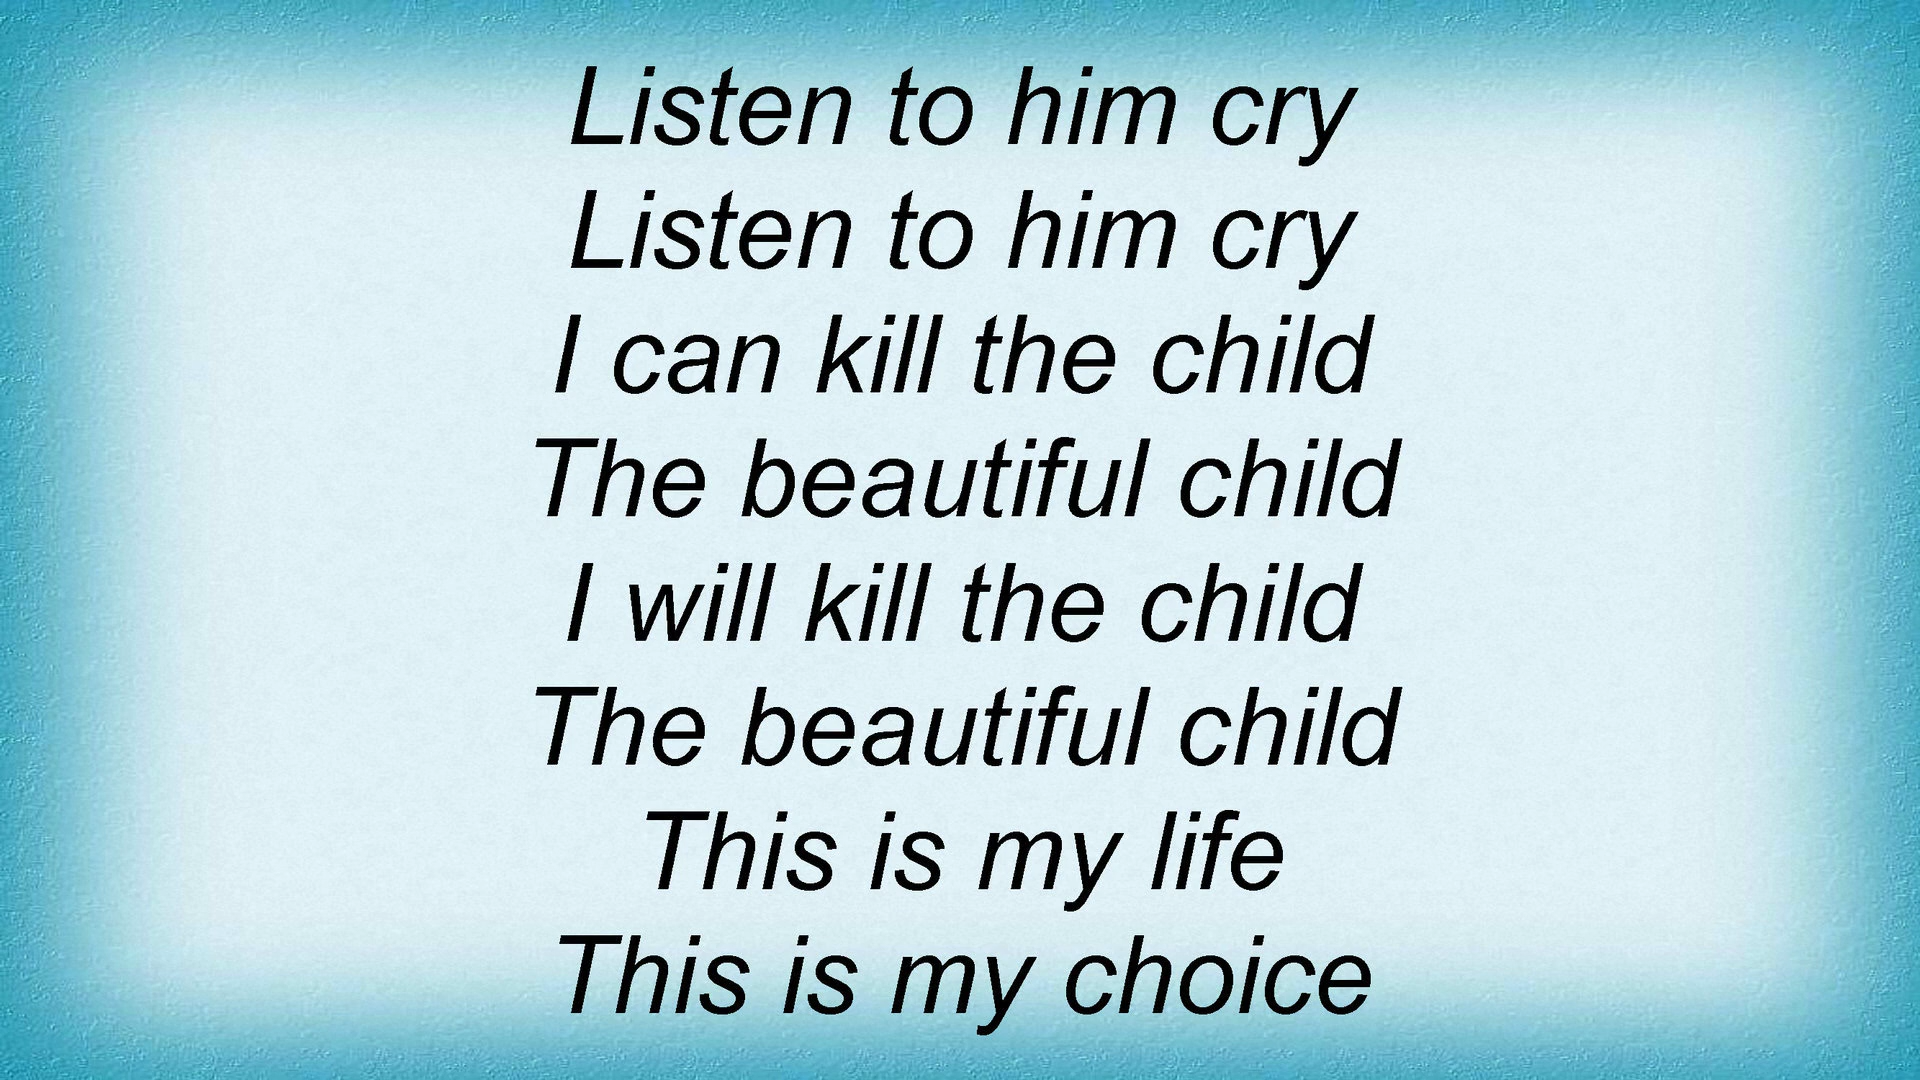 Listen to him cry
Listen to him cry
I can kill the child
The beautiful child
I will kill the child
The beautiful child
This is my life
This is my choice